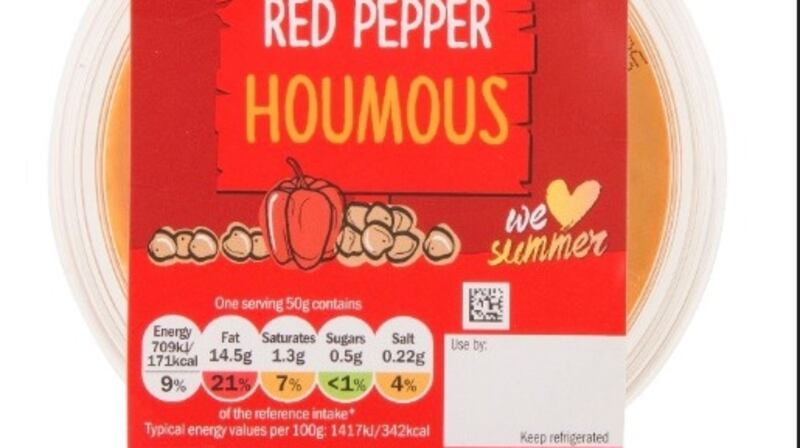 RED PEPPER
HOUMOUS
we
summer
One serving 50g contains
Energy
709kJ/
171kcal
9%
Fat
14.5g
21%
Saturates
1.3g
7%
Sugars
0.5g
<1%
Salt
0.22g
4%
of the reference intake*
Typical energy values per 100g: 1417kJ/342kcal
Use by:
Keep refrigerated